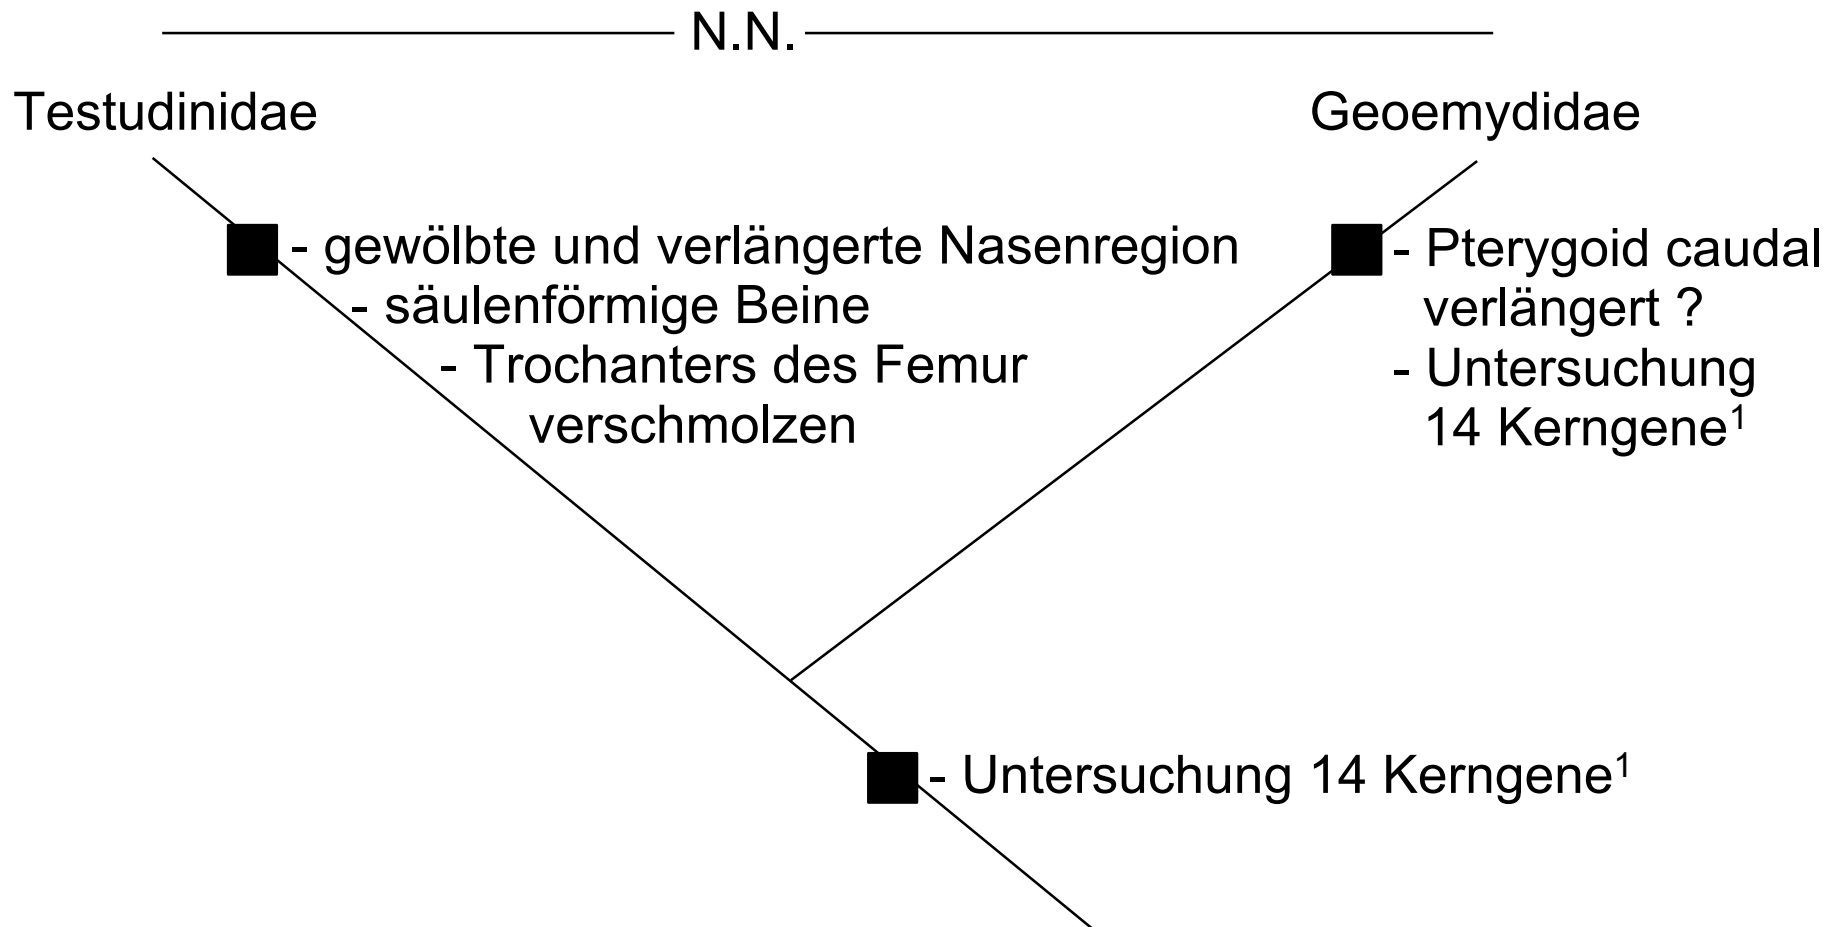 N.N.
Testudinidae
Geoemydidae
- gewölbte und verlängerte Nasenregion
- säulenförmige Beine
- Trochanters des Femur
verschmolzen
- Pterygoid caudal
verlängert ?
- Untersuchung
14 Kerngene¹
- Untersuchung 14 Kerngene¹